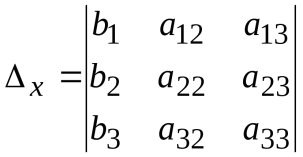 b₁ a₁₂ a₁₃
Δₓ = b₂ a₂₂ a₂₃
b₃ a₃₂ a₃₃